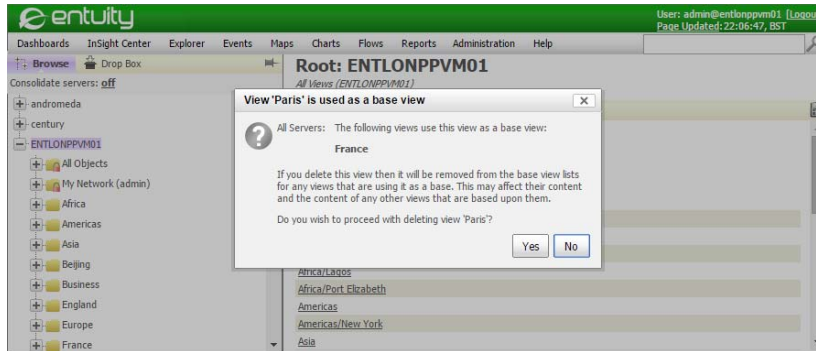 entuity
User: admin@entlonppvm01 [Logou
Page Updated:22:06:47, BST
Dashboards InSight Center Explorer Events Maps Charts Flows Reports Administration Help
Browse Drop Box
Root: ENTLONPPVM01
Consolidate servers: off
All Views (ENTLONPPVM01)
andromeda
century
ENTLONPPVM01
All Objects
My Network (admin)
Africa
Americas
Asia
Beijing
Business
England
Europe
France
View 'Paris' is used as a base view
All Servers: The following views use this view as a base view:
France
If you delete this view then it will be removed from the base view lists
for any views that are using it as a base. This may affect their content
and the content of any other views that are based upon them.
Do you wish to proceed with deleting view 'Paris'?
Yes No
Africa/Lagos
Africa/Port Elizabeth
Americas
Americas/New York
Asia